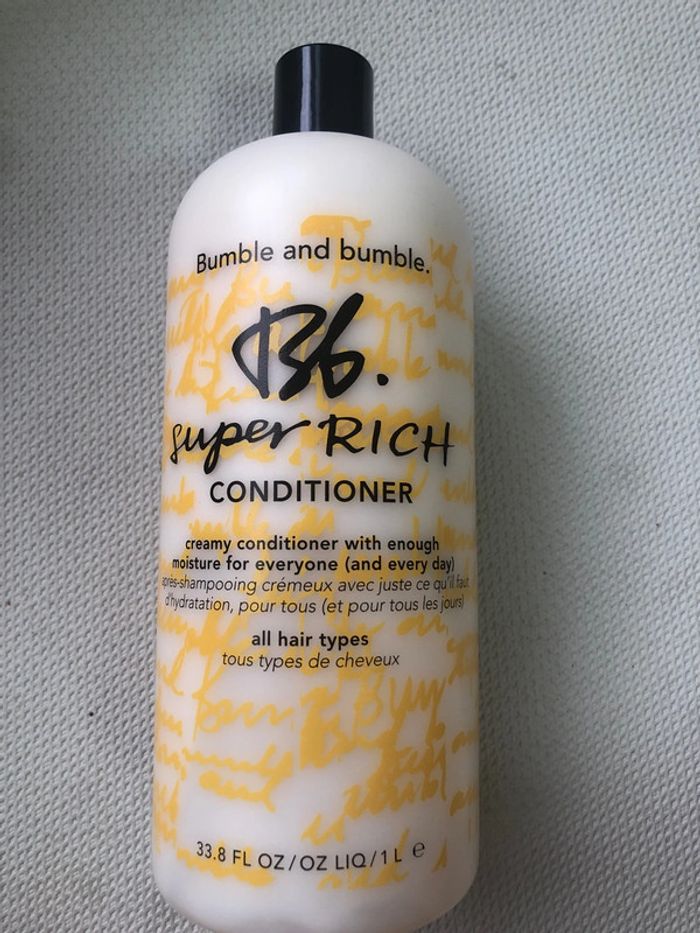 Bumble and bumble.
Bb.
super RICH
CONDITIONER
creamy conditioner with enough
moisture for everyone (and every day)
après-shampooing crémeux avec juste ce qu'il faut
d'hydratation, pour tous (et pour tous les jours)
all hair types
tous types de cheveux
33.8 FL OZ/OZ LIQ/1 L e